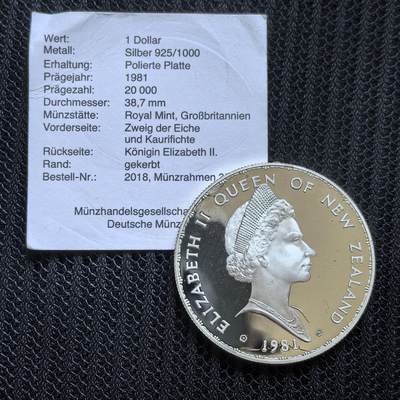 Wert: 1 Dollar
Metall: Silber 925/1000
Erhaltung: Polierte Platte
Prägejahr: 1981
Prägezahl: 20 000
Durchmesser: 38,7 mm
Münzstätte: Royal Mint, Großbritannien
Vorderseite: Zweig der Eiche
und Kaurifichte
Rückseite: Königin Elizabeth II.
Rand: gekerbt
Bestell-Nr.: 2018, Münzrahmen
Münzhandelsgesellscha
Deutsche Münz
ELIZABETH II QUEEN OF NEW ZEALAND
1981